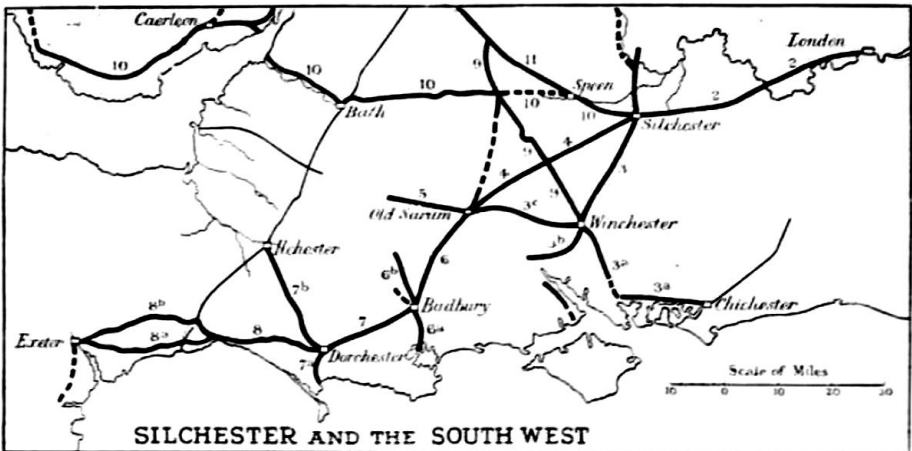 Caerleon
London
10
9
11
2
10
10
Speen
2
10
10
Bath
Silchester
4
9
3
5
4
9
Old Sarum
3c
Winchester
3b
Ilchester
6
3a
6b
7b
3a
8b
Badbury
Chichester
8
7
Exeter
8a
6a
Dorchester
7a
Scale of Miles
10 0 10 20 30
SILCHESTER AND THE SOUTH WEST